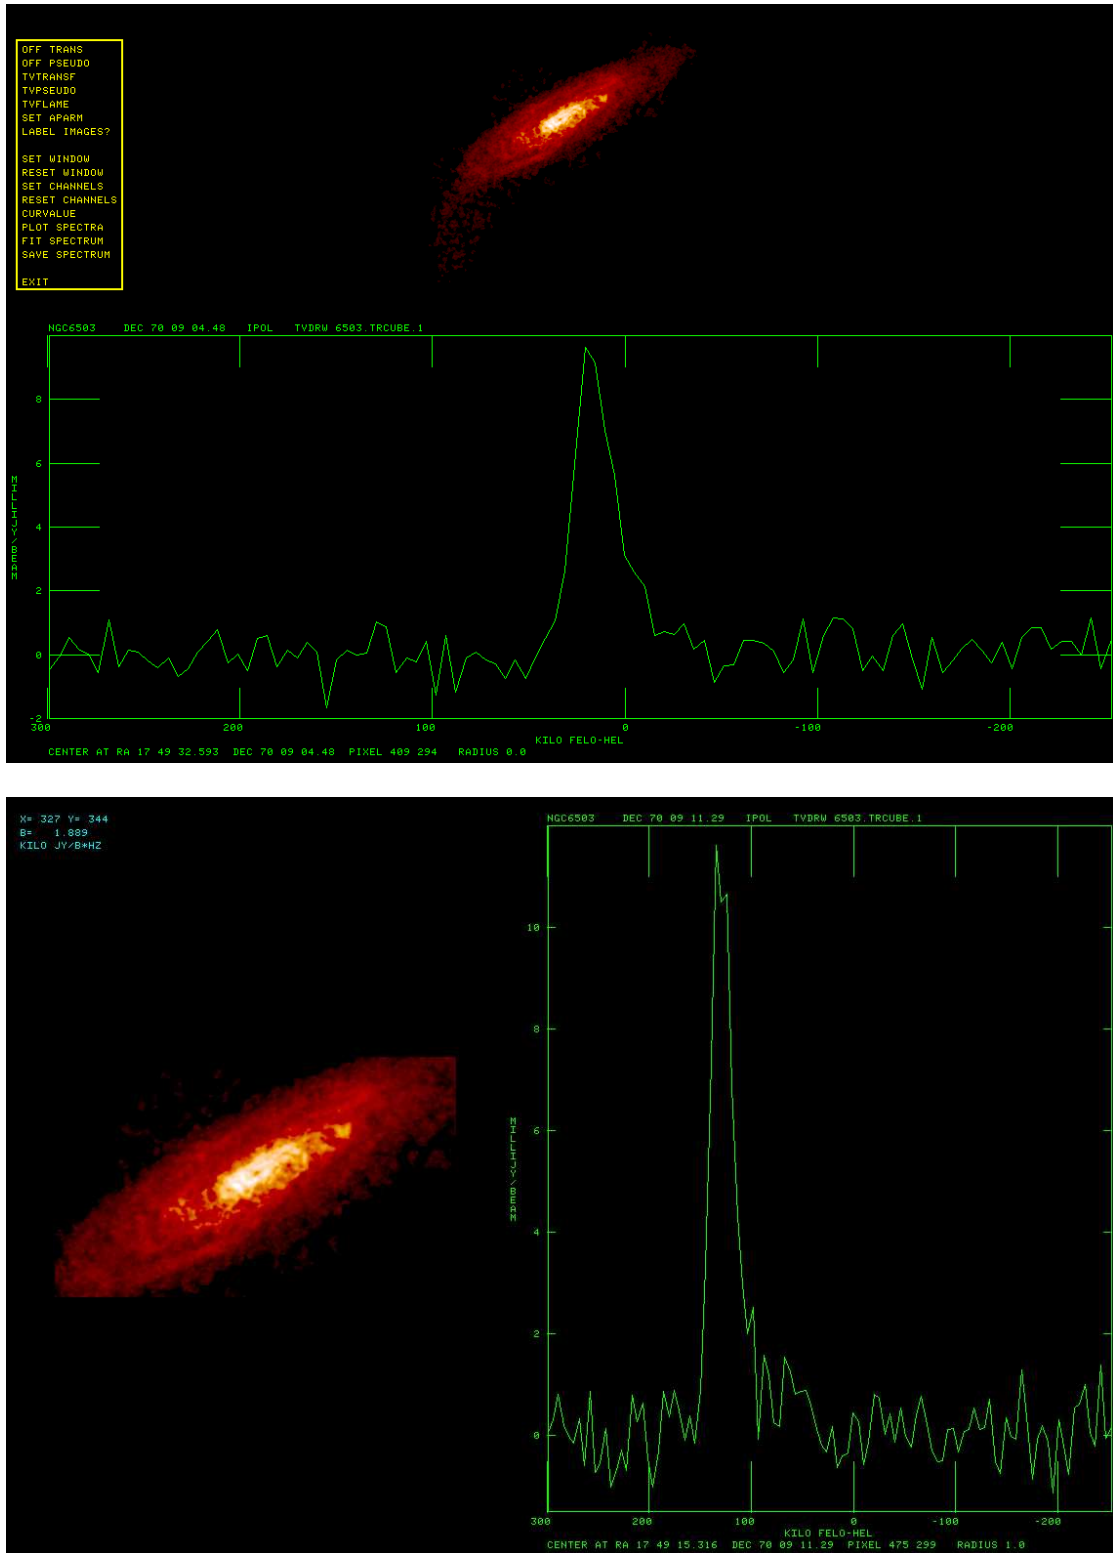 OFF TRANS
OFF PSEUDO
TVTRANSF
TVPSEUDO
TVFLAME
SET APARM
LABEL IMAGES?
SET WINDOW
RESET WINDOW
SET CHANNELS
RESET CHANNELS
CURVALUE
PLOT SPECTRA
FIT SPECTRUM
SAVE SPECTRUM
EXIT
NGC6503 DEC 70 09 04.48 IPOL TVDRW 6503.TRCUBE.1
8
6
4
2
0
-2
MILLIJY/BEAM
300 200 100 0 -100 -200
KILO FELO-HEL
CENTER AT RA 17 49 32.593 DEC 70 09 04.48 PIXEL 409 294 RADIUS 0.0
X= 327 Y= 344
B= 1.889
KILO JY/B*HZ
NGC6503 DEC 70 09 11.29 IPOL TVDRW 6503.TRCUBE.1
10
8
6
4
2
0
MILLIJY/BEAM
300 200 100 0 -100 -200
KILO FELO-HEL
CENTER AT RA 17 49 15.316 DEC 70 09 11.29 PIXEL 475 299 RADIUS 1.0